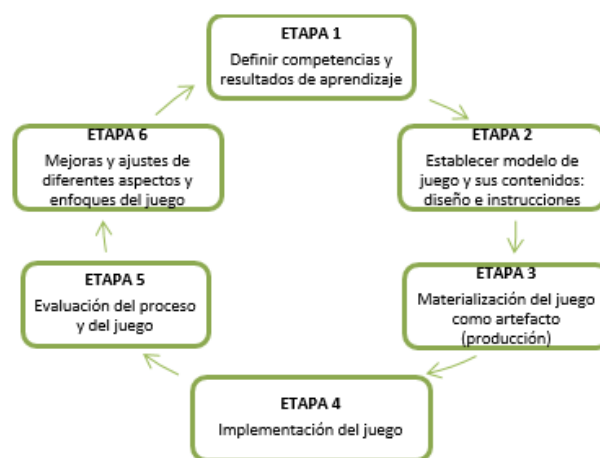 ETAPA 1
Definir competencias y
resultados de aprendizaje
ETAPA 2
Establecer modelo de
juego y sus contenidos:
diseño e instrucciones
ETAPA 3
Materialización del juego
como artefacto
(producción)
ETAPA 4
Implementación del juego
ETAPA 5
Evaluación del proceso
y del juego
ETAPA 6
Mejoras y ajustes de
diferentes aspectos y
enfoques del juego